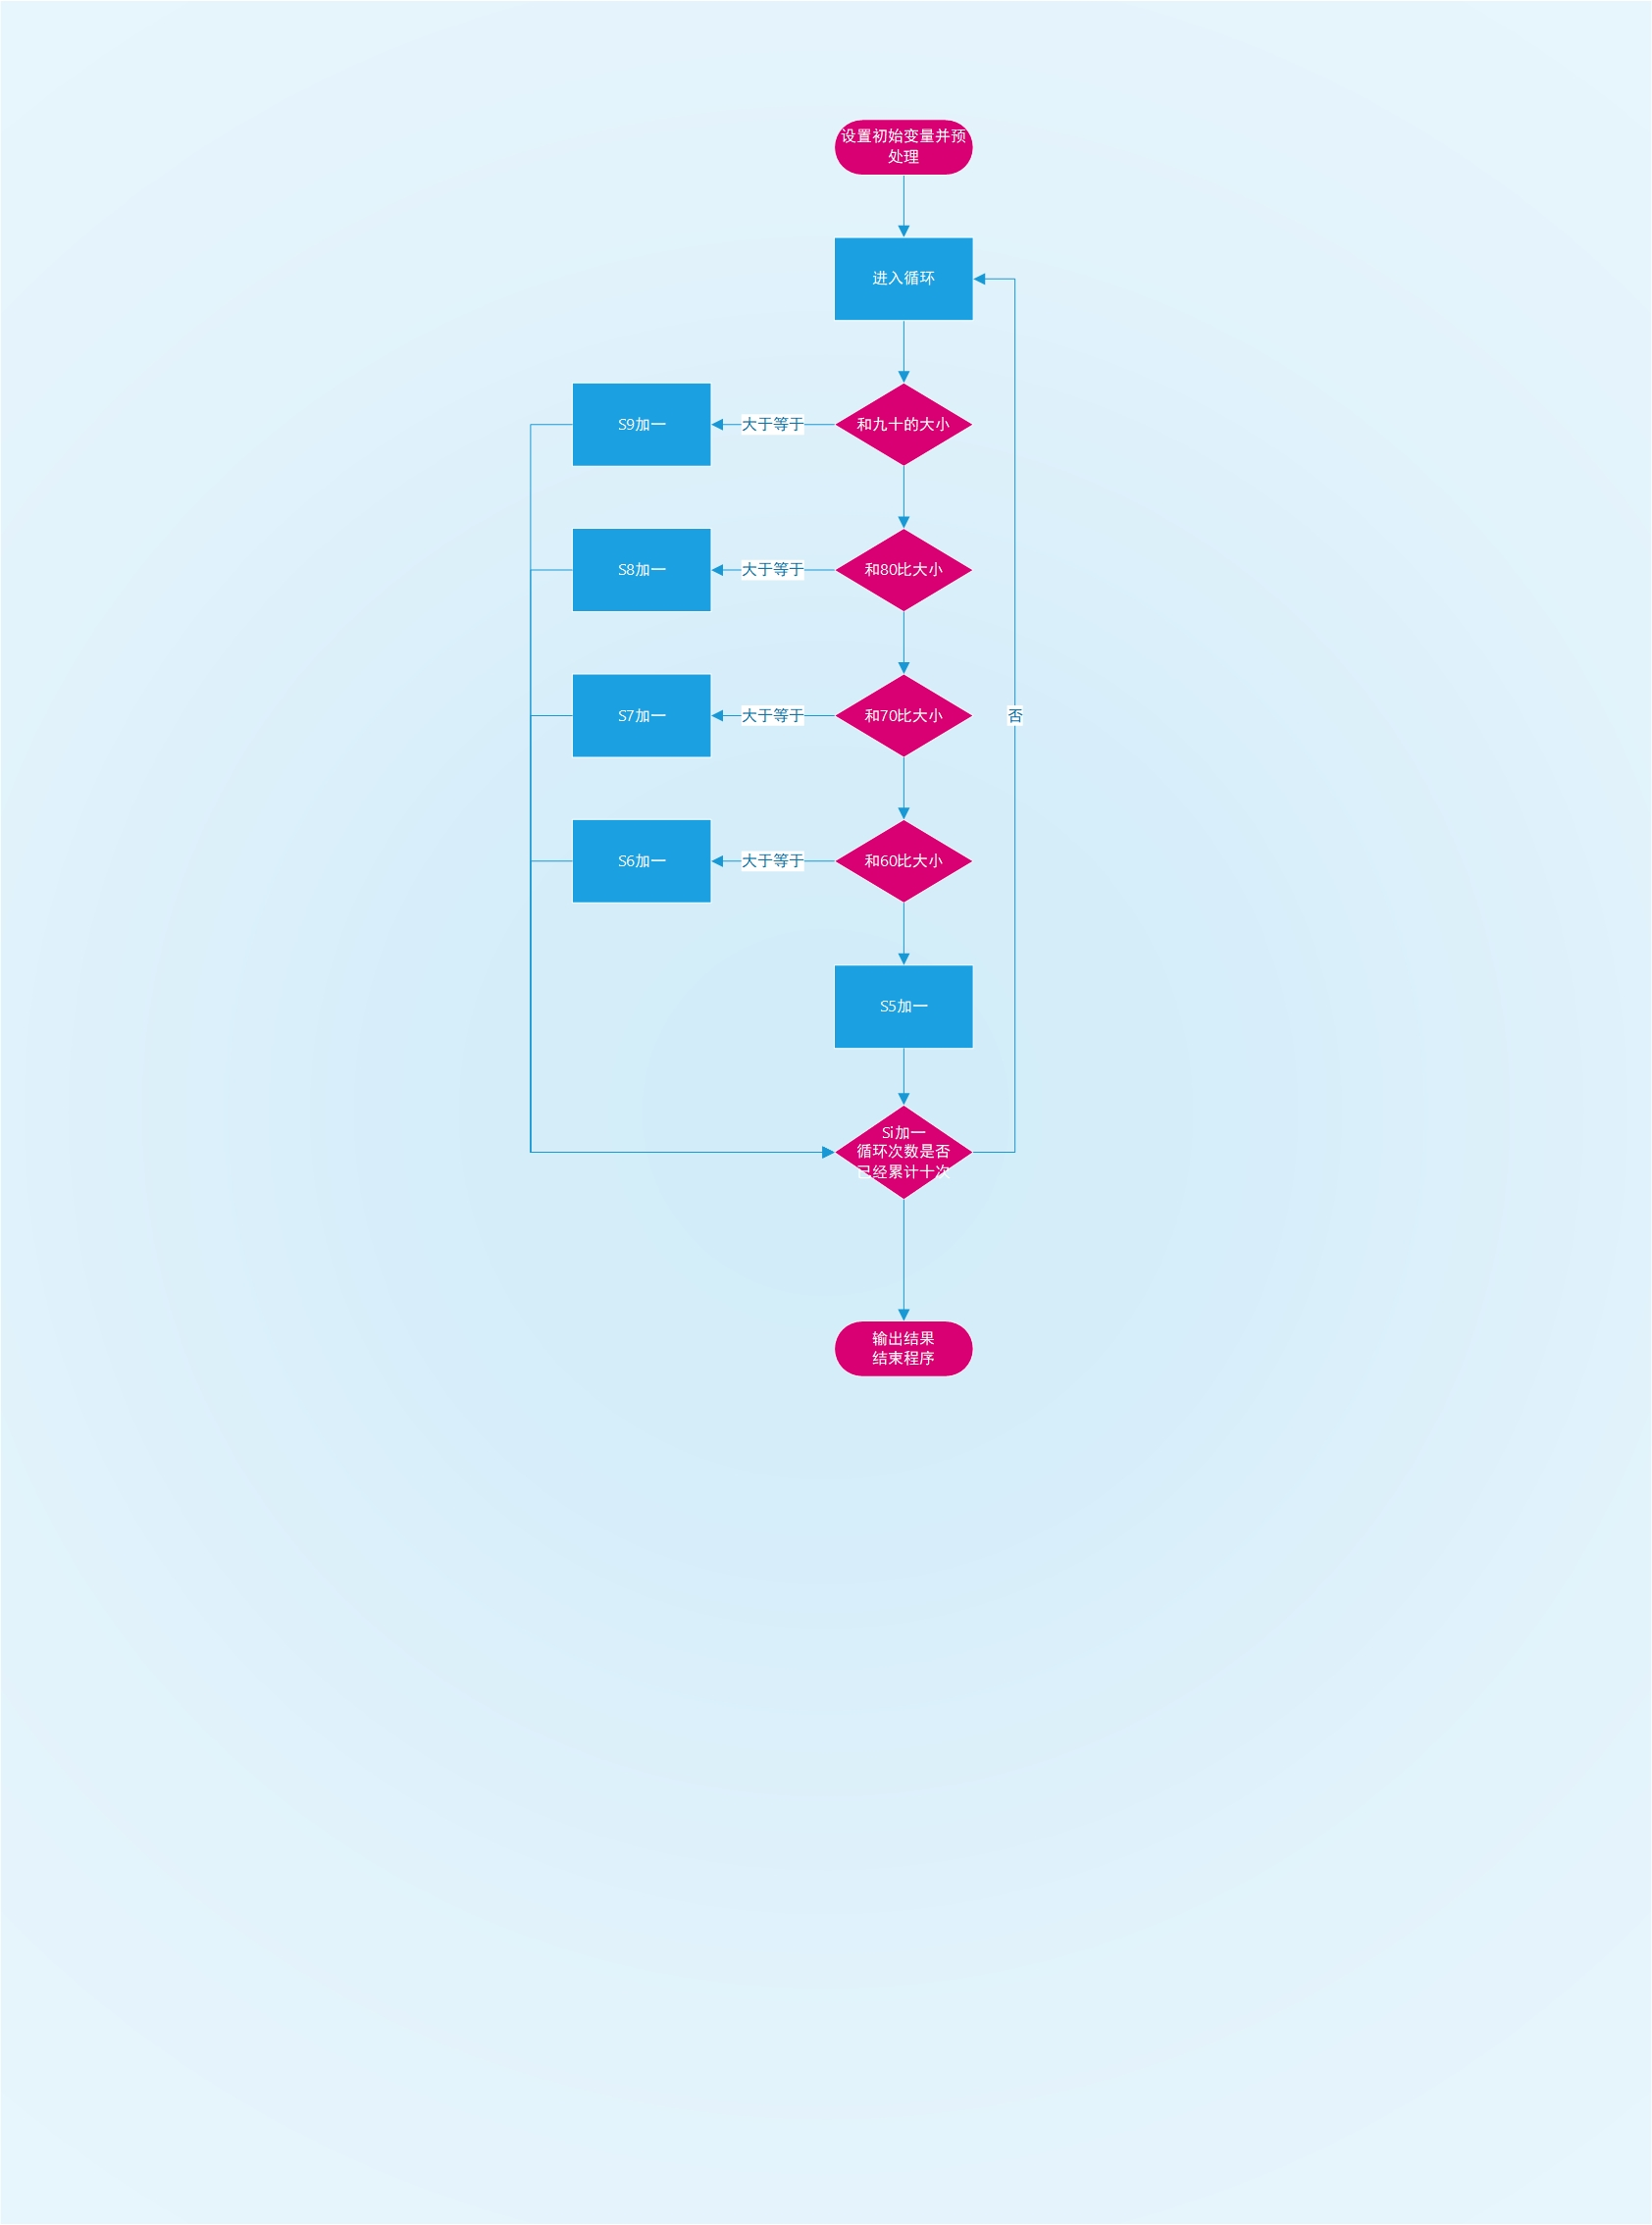 设置初始变量并预
处理
进入循环
S9加一
大于等于
和九十的大小
S8加一
大于等于
和80比大小
S7加一
大于等于
和70比大小
否
S6加一
大于等于
和60比大小
S5加一
Si加一
循环次数是否
已经累计十次
输出结果
结束程序